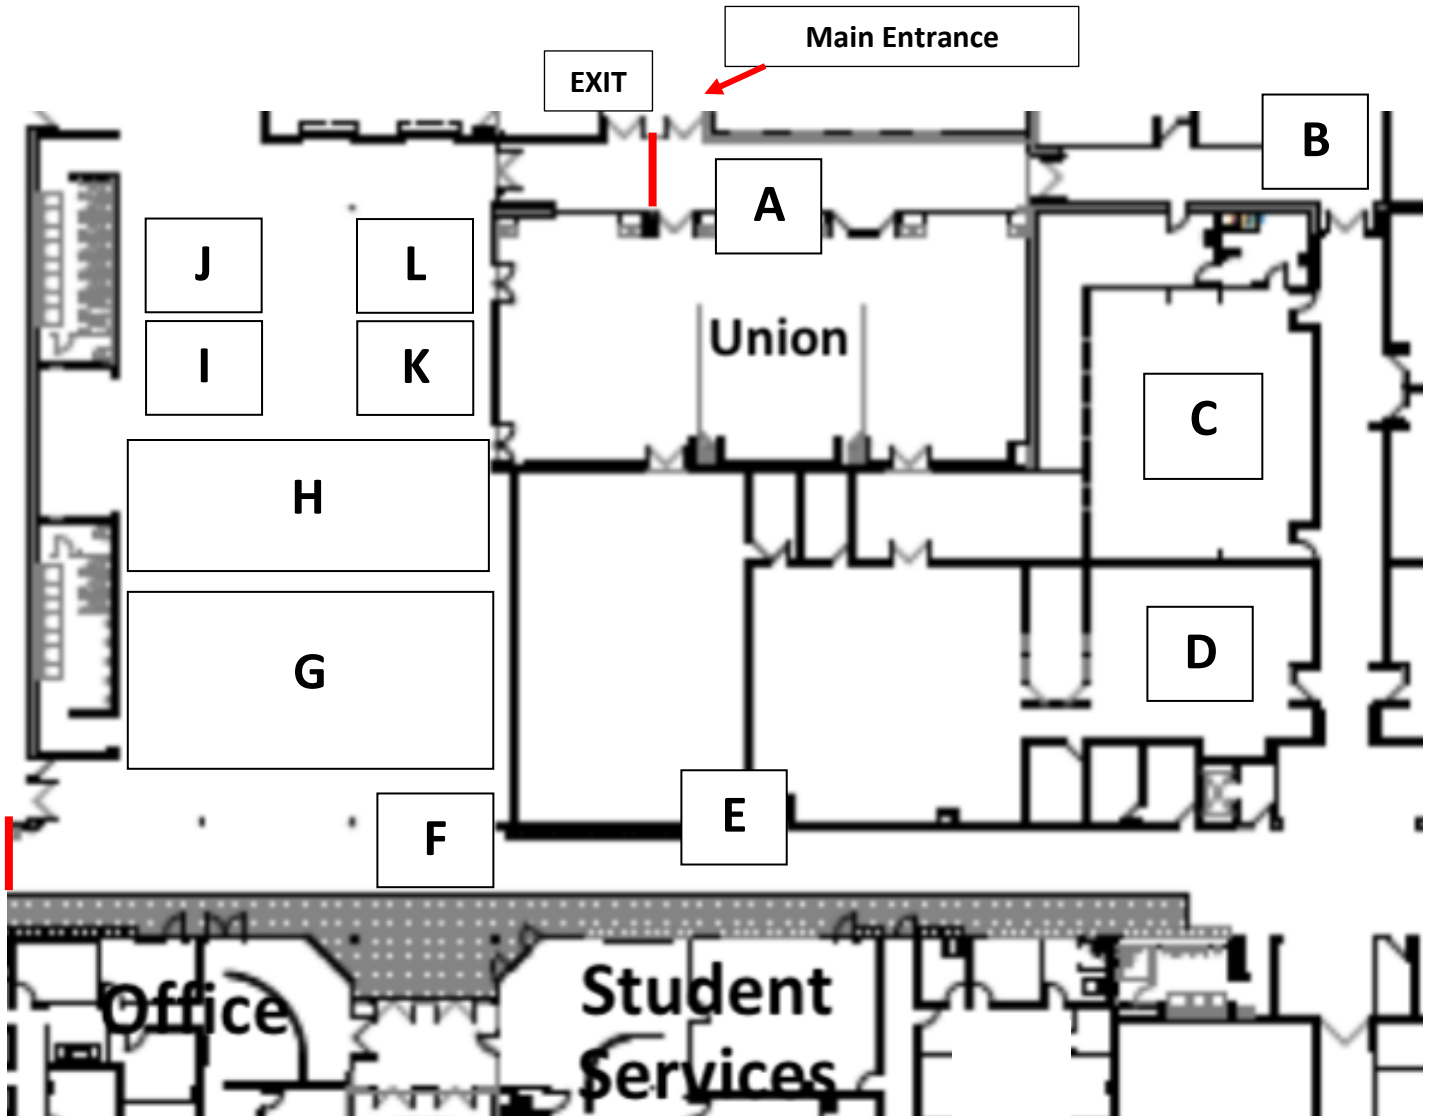 Main Entrance
EXIT
B
A
J
L
Union
I
K
C
H
D
G
E
F
Office
Student
Services